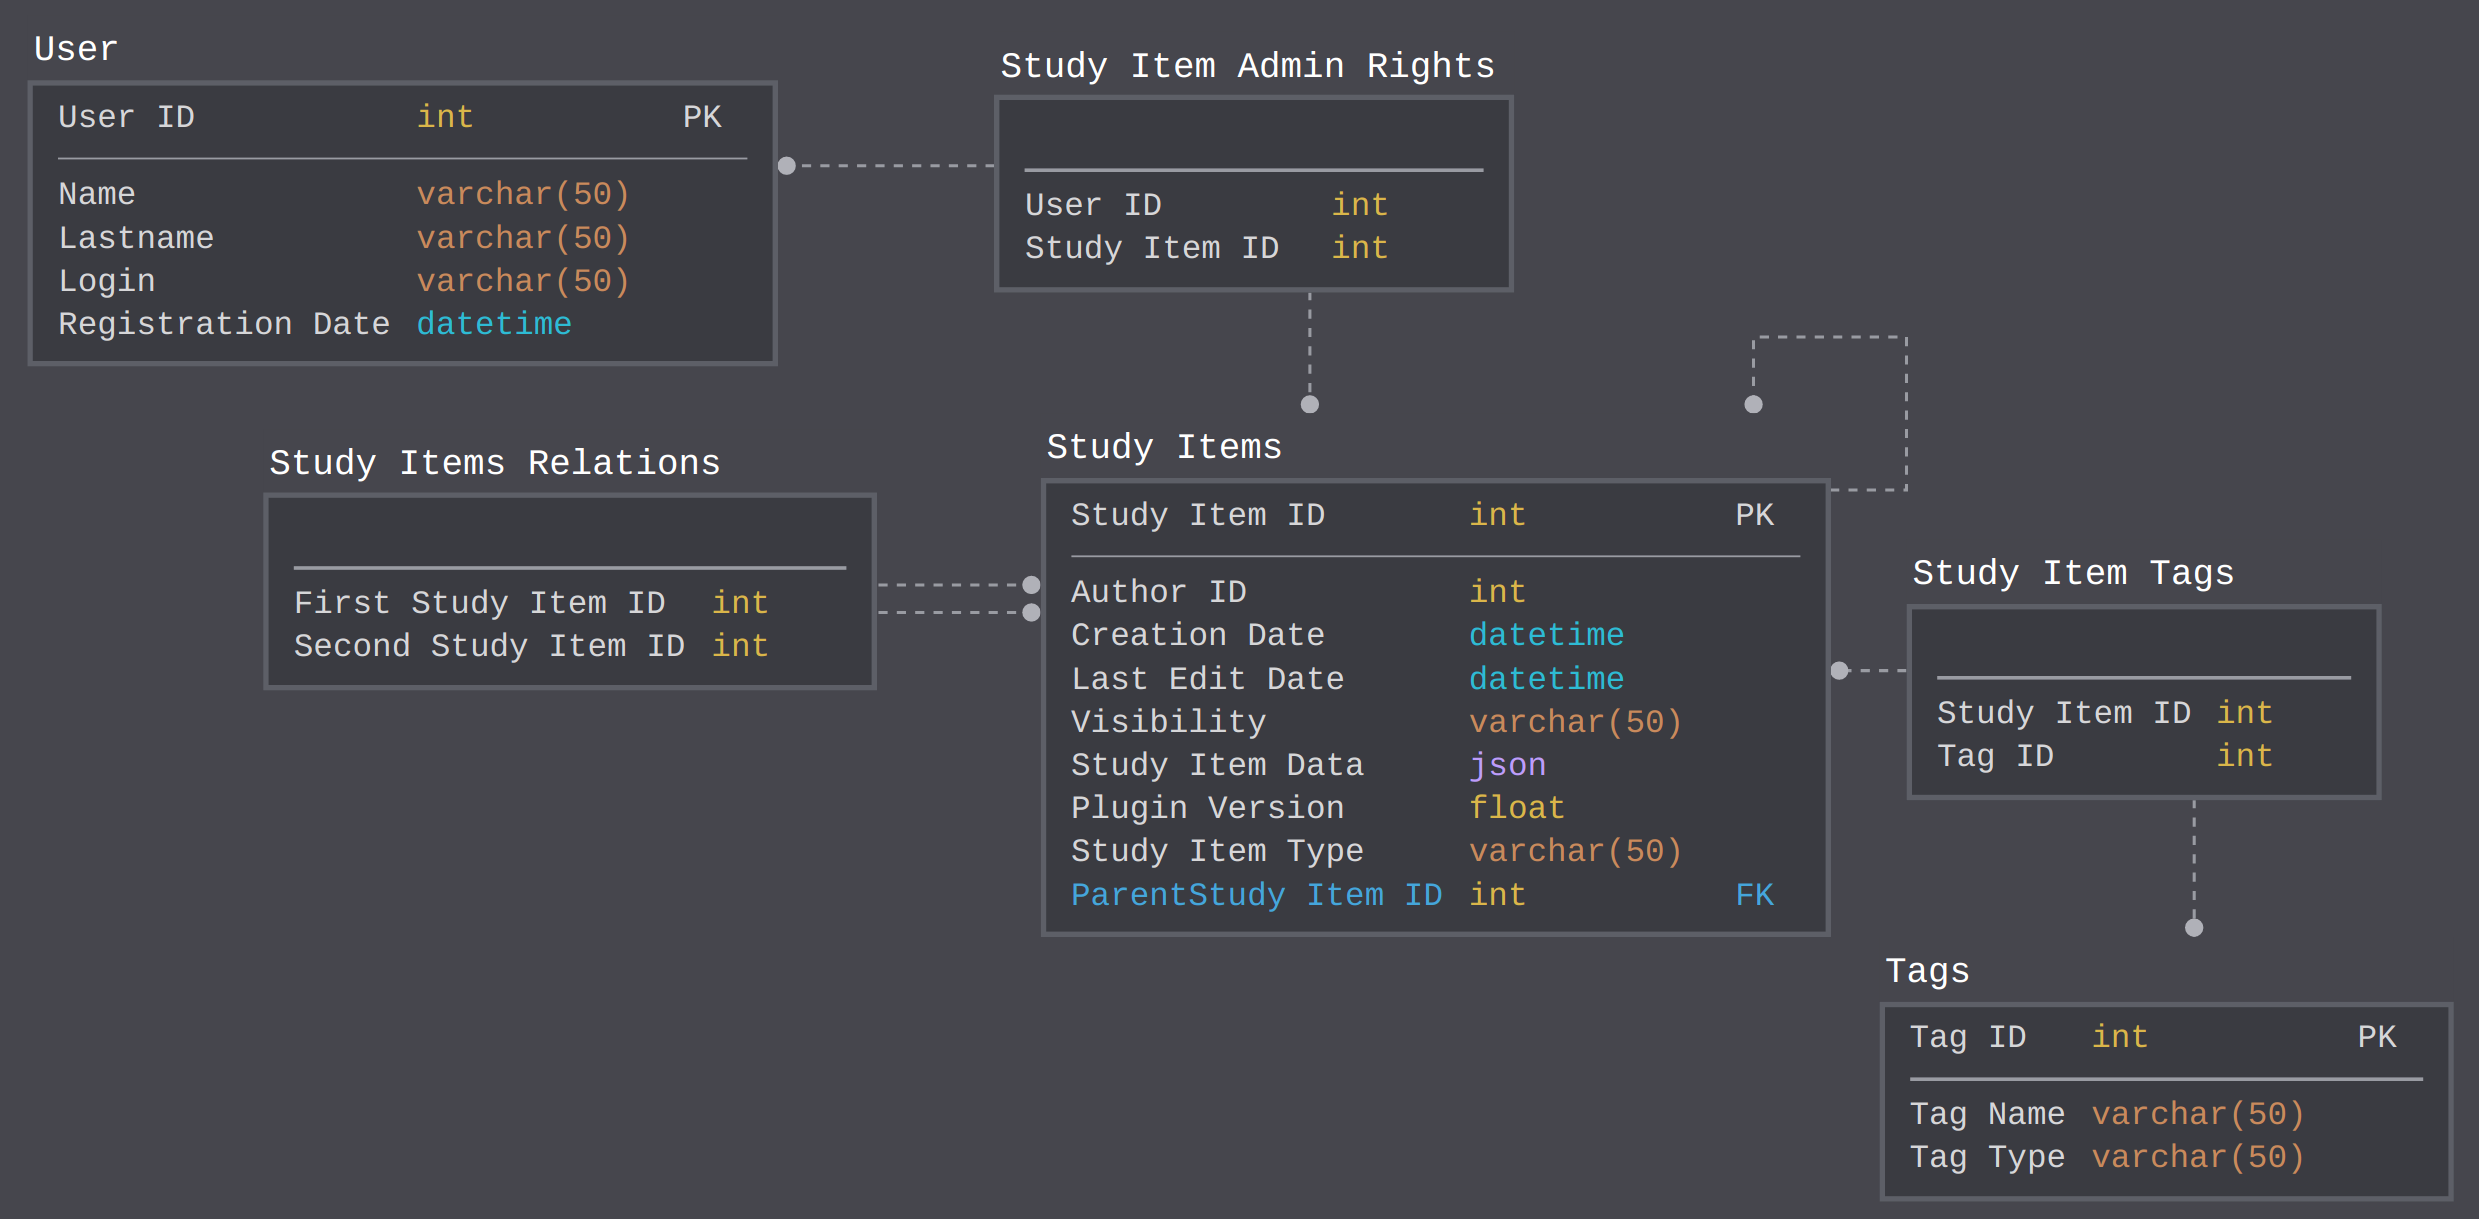 User
User ID int PK
Name varchar(50)
Lastname varchar(50)
Login varchar(50)
Registration Date datetime
Study Item Admin Rights
User ID int
Study Item ID int
Study Items Relations
First Study Item ID int
Second Study Item ID int
Study Items
Study Item ID int PK
Author ID int
Creation Date datetime
Last Edit Date datetime
Visibility varchar(50)
Study Item Data json
Plugin Version float
Study Item Type varchar(50)
ParentStudy Item ID int FK
Study Item Tags
Study Item ID int
Tag ID int
Tags
Tag ID int PK
Tag Name varchar(50)
Tag Type varchar(50)